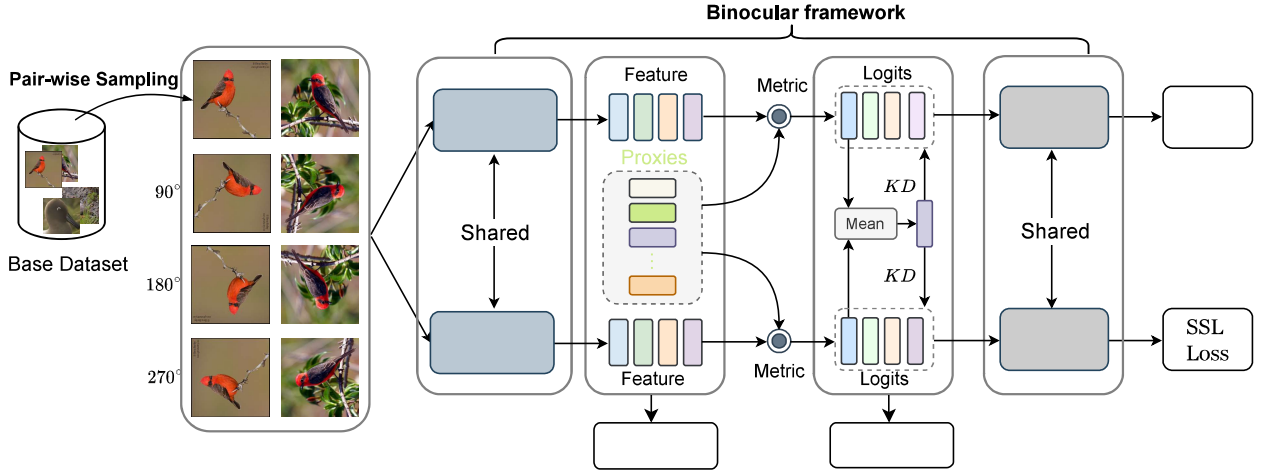 Binocular framework
Pair-wise Sampling
Base Dataset
90°
180°
270°
Shared
Feature
Proxies
Feature
Metric
Metric
Logits
KD
Mean
KD
Logits
Shared
SSL
Loss